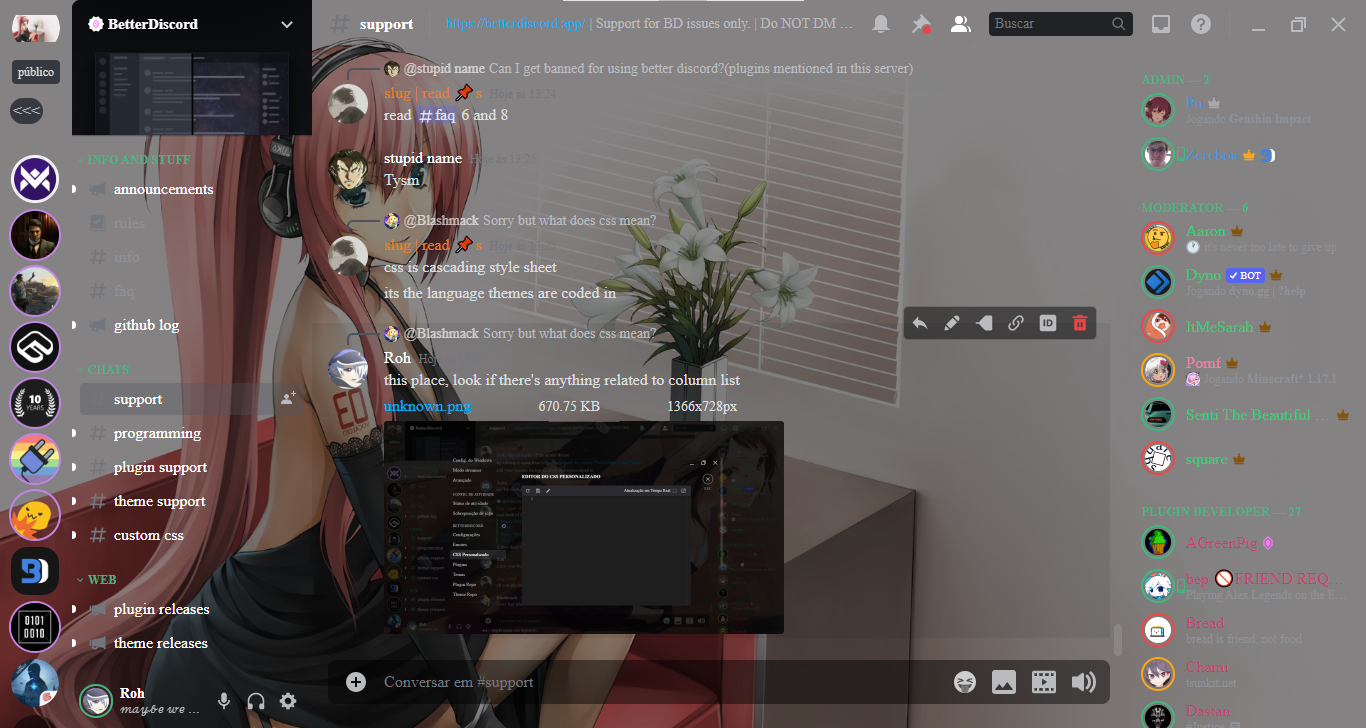 BetterDiscord
público
<<<
INFO AND STUFF
announcements
rules
info
faq
github log
CHATS
support
programming
plugin support
theme support
custom css
WEB
plugin releases
theme releases
10 YEARS
0101
0010
Roh
maybe we ...
support
https://betterdiscord.app/ | Support for BD issues only. | Do NOT DM ...
Buscar
@stupid name Can I get banned for using better discord?(plugins mentioned in this server)
slug | read 📌 s Hoje às 13:24
read #faq 6 and 8
stupid name Hoje às 13:25
Tysm
@Blashmack Sorry but what does css mean?
slug | read 📌 s
css is cascading style sheet
its the language themes are coded in
@Blashmack Sorry but what does css mean?
Roh
this place, look if there's anything related to column list
unknown.png 670.75 KB 1366x728px
ID
Config. do Windows
Modo streamer
Avançado
CONFIG. DE ATIVIDADE
Status de atividade
Sobreposição de jogo
BETTERDISCORD
Configurações
Emotes
CSS Personalizado
Plugins
Temas
Plugin Repo
Theme Repo
EDITOR DO CSS PERSONALIZADO
Atualização em Tempo Real
ESC
Conversar em #support
ADMIN — 2
Jogando Genshin Impact
Zerebos
MODERATOR — 6
Aaron
it's never too late to give up
Dyno ✓ BOT
Jogando dyno.gg | ?help
ItMeSarah
Pomf
Jogando Minecraft* 1.17.1
Senti The Beautiful ...
square
PLUGIN DEVELOPER — 27
AGreenPig
bep 🚫 FRIEND REQ...
Playing Alex Legends on the E...
Bread
bread is friend, not food
Charni
tsunkst.net
Dastan